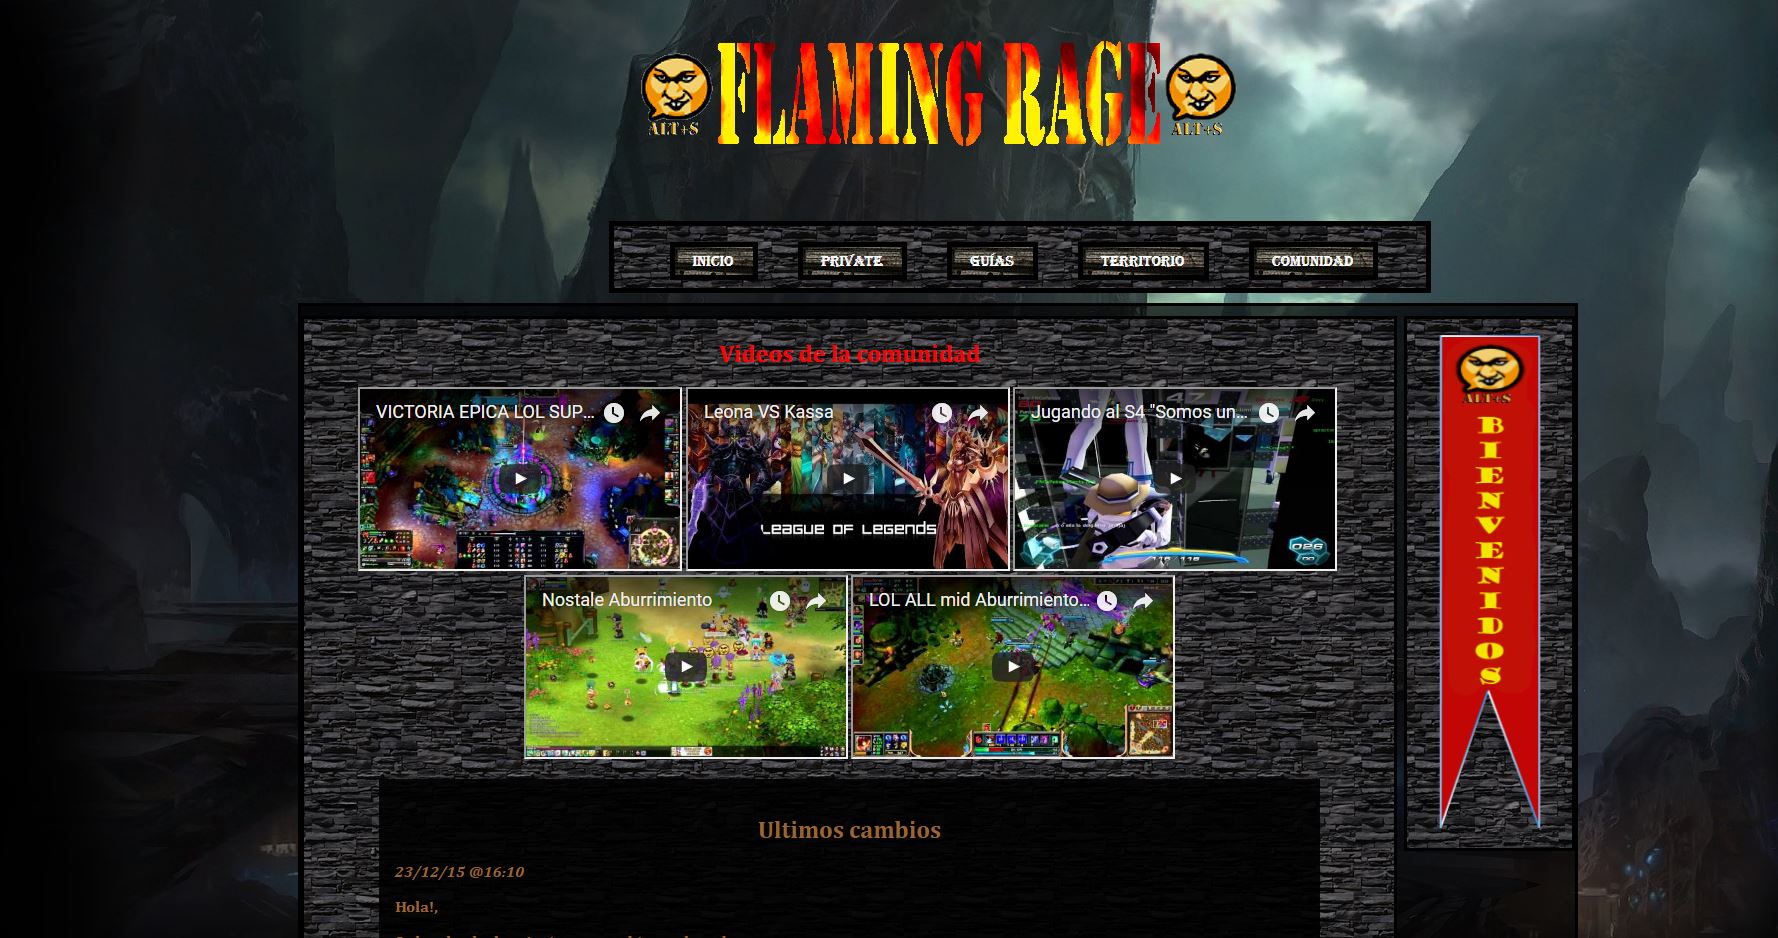 FLAMING RAGE
ALT+S
ALT+S
INICIO
PRIVATE
GUÍAS
TERRITORIO
COMUNIDAD
Videos de la comunidad
VICTORIA EPICA LOL SUP...
Leona VS Kassa
LEAGUE OF LEGENDS
Jugando al S4 "Somos un...
026
Nostale Aburrimiento
LOL ALL mid Aburrimiento...
ALT+S
BIENVENIDOS
Ultimos cambios
23/12/15 @16:10
Hola!,